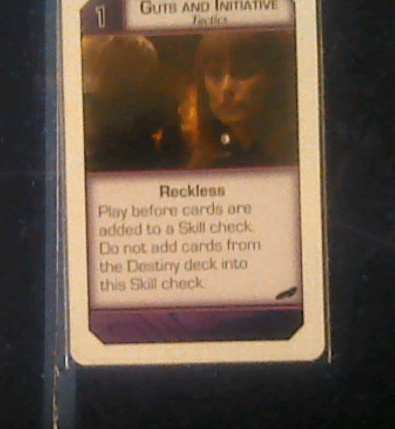 1
GUTS AND INITIATIVE
Tactics
Reckless
Play before cards are
added to a Skill check.
Do not add cards from
the Destiny deck into
this Skill check.